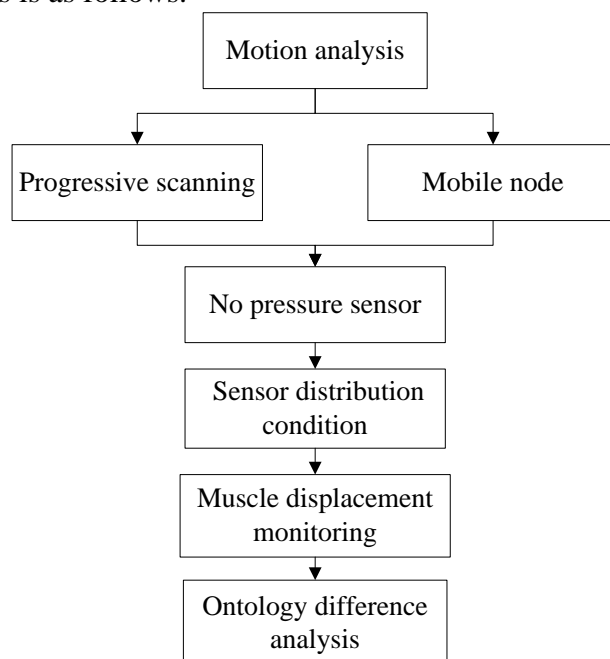 s is as follows.
Motion analysis
Progressive scanning
Mobile node
No pressure sensor
Sensor distribution
condition
Muscle displacement
monitoring
Ontology difference
analysis